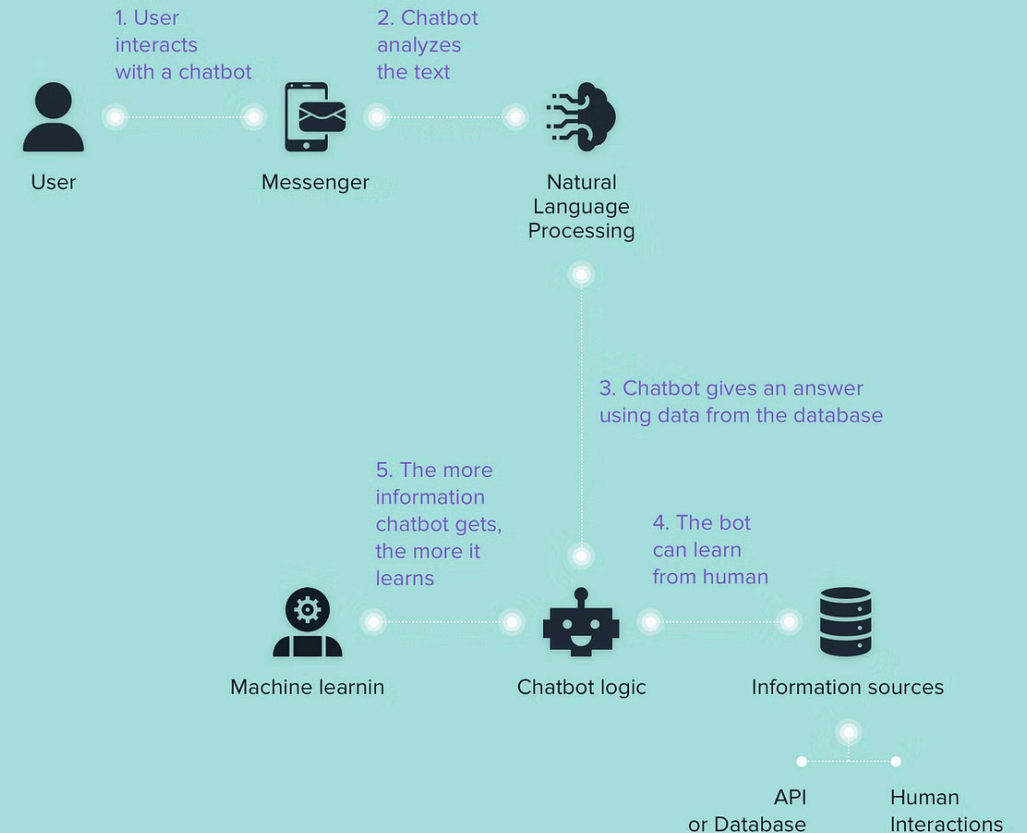 1. User
interacts
with a chatbot
2. Chatbot
analyzes
the text
User
Messenger
Natural
Language
Processing
3. Chatbot gives an answer
using data from the database
5. The more
information
chatbot gets,
the more it
learns
4. The bot
can learn
from human
Machine learnin
Chatbot logic
Information sources
API
or Database
Human
Interactions